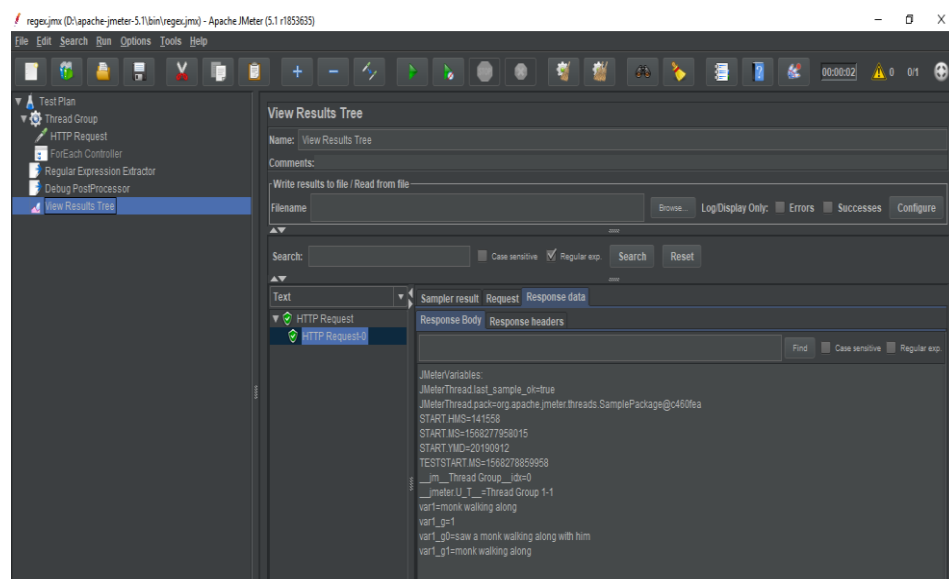 regex.jmx (D:\apache-jmeter-5.1\bin\regex.jmx) - Apache JMeter (5.1 r1853635)
File Edit Search Run Options Tools Help
00:00:02 0 0/1
Test Plan
Thread Group
HTTP Request
ForEach Controller
Regular Expression Extractor
Debug PostProcessor
View Results Tree
View Results Tree
Name: View Results Tree
Comments:
Write results to file / Read from file
Filename Browse... Log/Display Only: Errors Successes Configure
Search: Case sensitive Regular exp. Search Reset
Text
HTTP Request
HTTP Request-0
Sampler result Request Response data
Response Body Response headers
Find Case sensitive Regular exp.
JMeterVariables:
JMeterThread.last_sample_ok=true
JMeterThread.pack=org.apache.jmeter.threads.SamplePackage@c460fea
START.HMS=141558
START.MS=1568277958015
START.YMD=20190912
TESTSTART.MS=1568278859958
__jm__Thread Group__idx=0
__jmeter.U_T__=Thread Group 1-1
var1=monk walking along
var1_g=1
var1_g0=saw a monk walking along with him
var1_g1=monk walking along